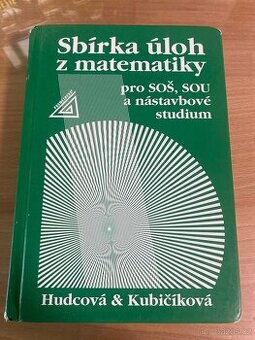 Sbírka úloh
z matematiky
pro SOŠ, SOU
a nástavbové
studium
Hudcová & Kubičíková